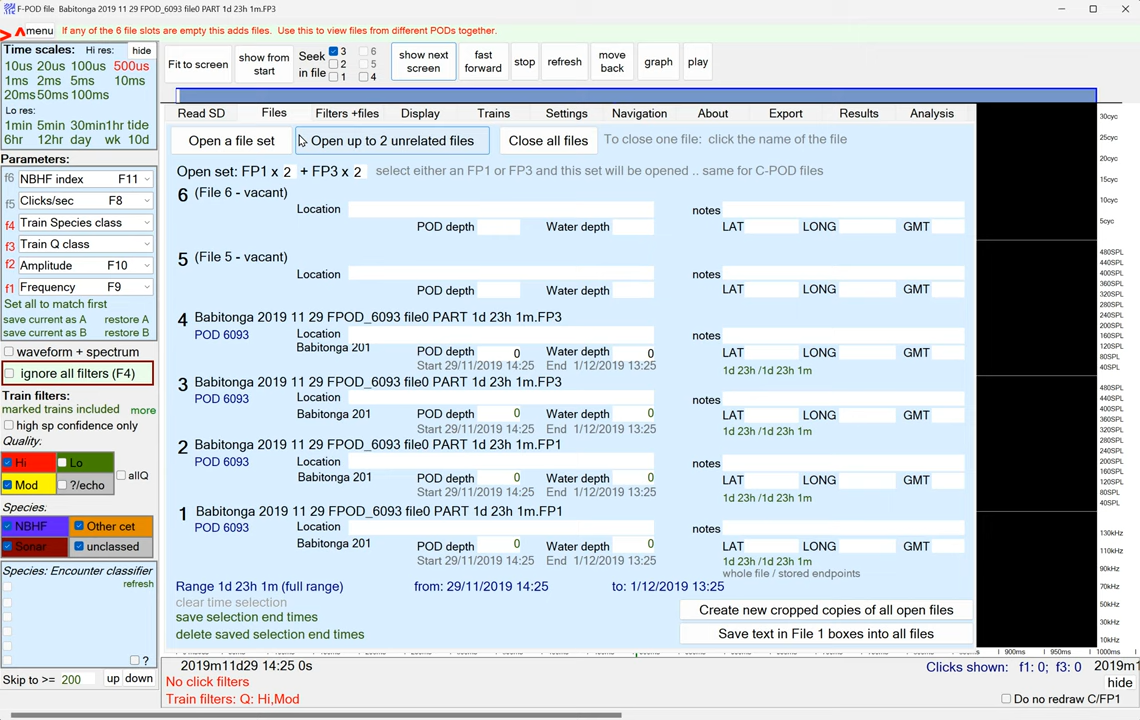 F-POD file Babitonga 2019 11 29 FPOD_6093 file0 PART 1d 23h 1m.FP3
menu If any of the 6 file slots are empty this adds files. Use this to view files from different PODs together.
Time scales: Hi res: hide
10us 20us 100us 500us
1ms 2ms 5ms 10ms
20ms 50ms 100ms
Lo res:
1min 5min 30min 1hr tide
6hr 12hr day wk 10d
Fit to screen
show from start
Seek in file
3 6
2 5
1 4
show next screen
fast forward
stop
refresh
move back
graph
play
Read SD Files Filters +files Display Trains Settings Navigation About Export Results Analysis
Open a file set Open up to 2 unrelated files Close all files To close one file: click the name of the file
Open set: FP1 x 2 + FP3 x 2 select either an FP1 or FP3 and this set will be opened .. same for C-POD files
6 (File 6 - vacant)
Location notes
POD depth Water depth LAT LONG GMT
5 (File 5 - vacant)
Location notes
POD depth Water depth LAT LONG GMT
4 Babitonga 2019 11 29 FPOD_6093 file0 PART 1d 23h 1m.FP3
POD 6093 Location notes
Babitonga 201 POD depth 0 Water depth 0 LAT LONG GMT
Start 29/11/2019 14:25 End 1/12/2019 13:25 1d 23h /1d 23h 1m
3 Babitonga 2019 11 29 FPOD_6093 file0 PART 1d 23h 1m.FP3
POD 6093 Location notes
Babitonga 201 POD depth 0 Water depth 0 LAT LONG GMT
Start 29/11/2019 14:25 End 1/12/2019 13:25 1d 23h /1d 23h 1m
2 Babitonga 2019 11 29 FPOD_6093 file0 PART 1d 23h 1m.FP1
POD 6093 Location notes
Babitonga 201 POD depth 0 Water depth 0 LAT LONG GMT
Start 29/11/2019 14:25 End 1/12/2019 13:25 1d 23h /1d 23h 1m
1 Babitonga 2019 11 29 FPOD_6093 file0 PART 1d 23h 1m.FP1
POD 6093 Location notes
Babitonga 201 POD depth 0 Water depth 0 LAT LONG GMT
Start 29/11/2019 14:25 End 1/12/2019 13:25 1d 23h /1d 23h 1m
whole file / stored endpoints
Range 1d 23h 1m (full range) from: 29/11/2019 14:25 to: 1/12/2019 13:25
clear time selection
save selection end times
delete saved selection end times
Create new cropped copies of all open files
Save text in File 1 boxes into all files
Parameters:
f6 NBHF index F11
f5 Clicks/sec F8
f4 Train Species class
f3 Train Q class
f2 Amplitude F10
f1 Frequency F9
Set all to match first
save current as A restore A
save current as B restore B
waveform + spectrum
ignore all filters (F4)
Train filters:
marked trains included more
high sp confidence only
Quality:
Hi Lo
Mod ?/echo allQ
Species:
NBHF Other cet
Sonar unclassed
Species: Encounter classifier
refresh
?
Skip to >= 200 up down
30cyc
25cyc
20cyc
15cyc
10cyc
5cyc
480SPL
440SPL
400SPL
360SPL
320SPL
280SPL
240SPL
200SPL
160SPL
120SPL
80SPL
40SPL
480SPL
440SPL
400SPL
360SPL
320SPL
280SPL
240SPL
200SPL
160SPL
120SPL
80SPL
40SPL
130kHz
110kHz
90kHz
70kHz
50kHz
30kHz
10kHz
900ms 950ms 1000ms
2019m11d29 14:25 0s Clicks shown: f1: 0; f3: 0 2019m1
No click filters hide
Train filters: Q: Hi,Mod Do no redraw C/FP1